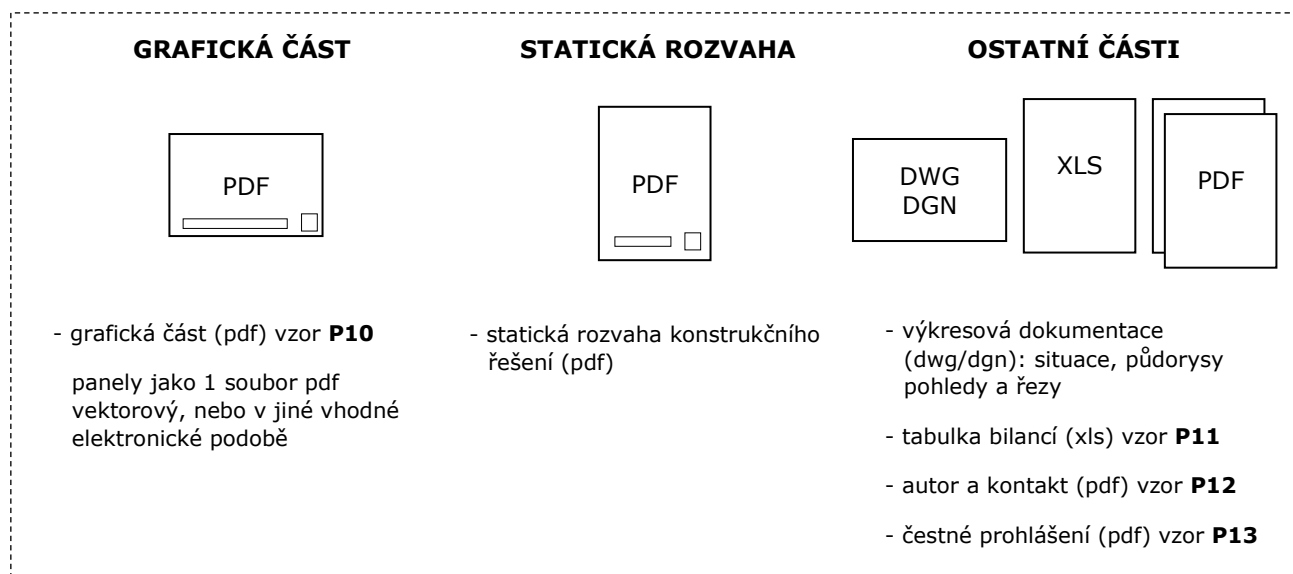 GRAFICKÁ ČÁST
PDF
- grafická část (pdf) vzor P10
panely jako 1 soubor pdf
vektorový, nebo v jiné vhodné
elektronické podobě
STATICKÁ ROZVAHA
PDF
- statická rozvaha konstrukčního
řešení (pdf)
OSTATNÍ ČÁSTI
DWG
DGN
XLS
PDF
- výkresová dokumentace
(dwg/dgn): situace, půdorysy
pohledy a řezy
- tabulka bilancí (xls) vzor P11
- autor a kontakt (pdf) vzor P12
- čestné prohlášení (pdf) vzor P13